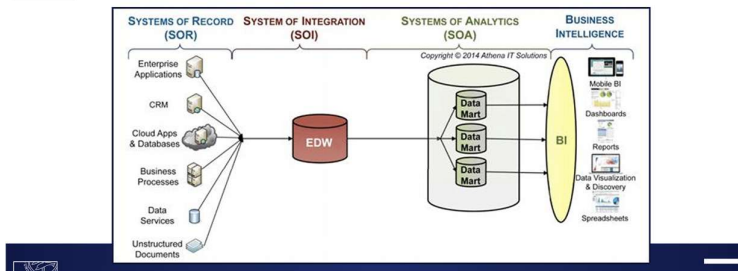 SYSTEMS OF RECORD
(SOR)
SYSTEM OF INTEGRATION
(SOI)
SYSTEMS OF ANALYTICS
(SOA)
BUSINESS
INTELLIGENCE
Copyright © 2014 Athena IT Solutions
Enterprise
Applications
CRM
Cloud Apps
& Databases
Business
Processes
Data
Services
Unstructured
Documents
EDW
Data
Mart
Data
Mart
Data
Mart
BI
Mobile BI
Dashboards
Reports
Data Visualization
& Discovery
Spreadsheets